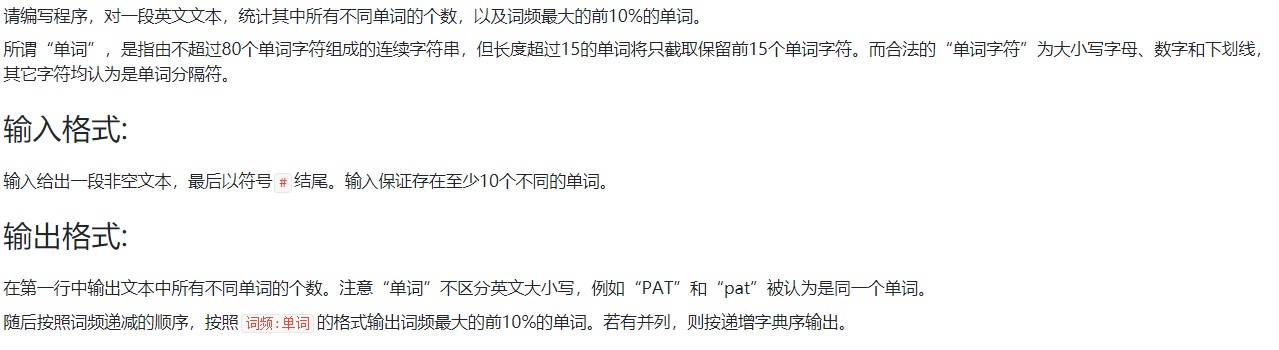 请编写程序，对一段英文文本，统计其中所有不同单词的个数，以及词频最大的前10%的单词。
所谓“单词”，是指由不超过80个单词字符组成的连续字符串，但长度超过15的单词将只截取保留前15个单词字符。而合法的“单词字符”为大小写字母、数字和下划线，
其它字符均认为是单词分隔符。
输入格式:
输入给出一段非空文本，最后以符号#结尾。输入保证存在至少10个不同的单词。
输出格式:
在第一行中输出文本中所有不同单词的个数。注意“单词”不区分英文大小写，例如“PAT”和“pat”被认为是同一个单词。
随后按照词频递减的顺序，按照词频:单词的格式输出词频最大的前10%的单词。若有并列，则按递增字典序输出。